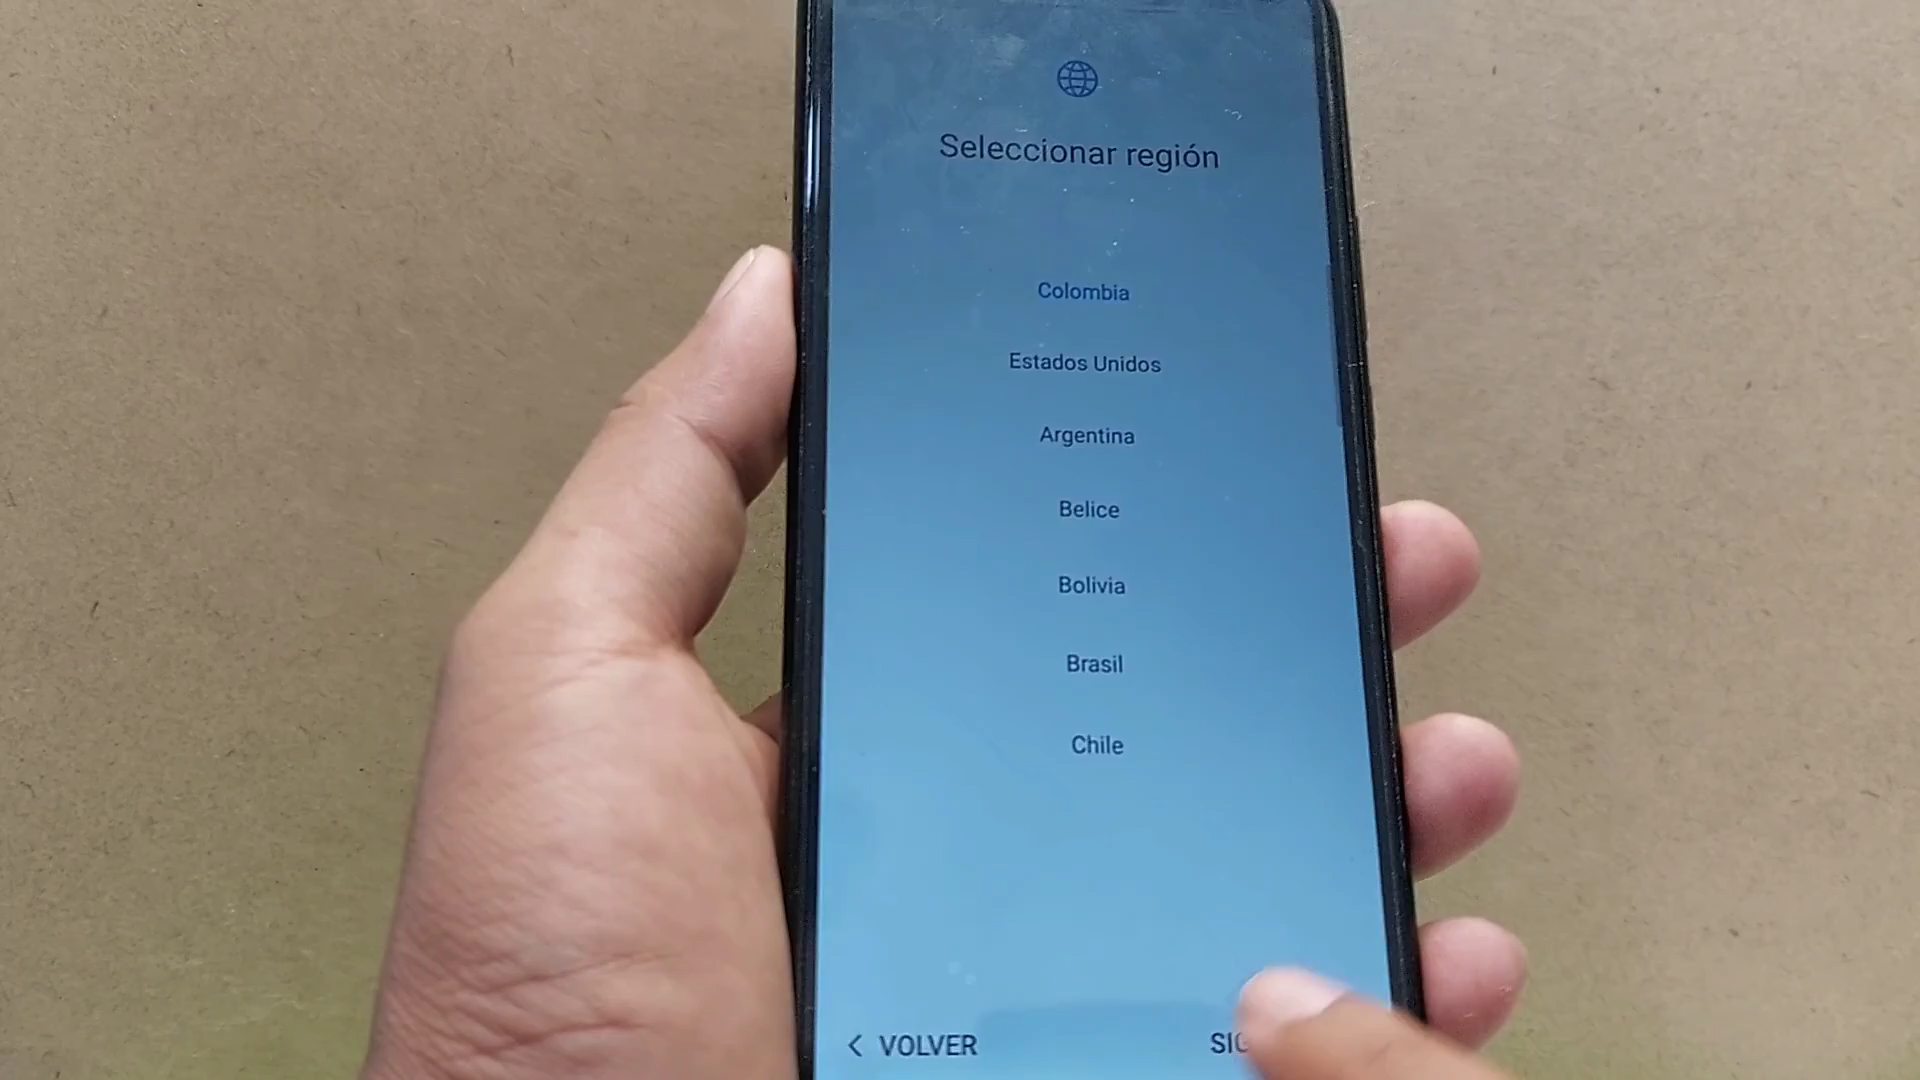 Seleccionar región
Colombia
Estados Unidos
Argentina
Belice
Bolivia
Brasil
Chile
VOLVER